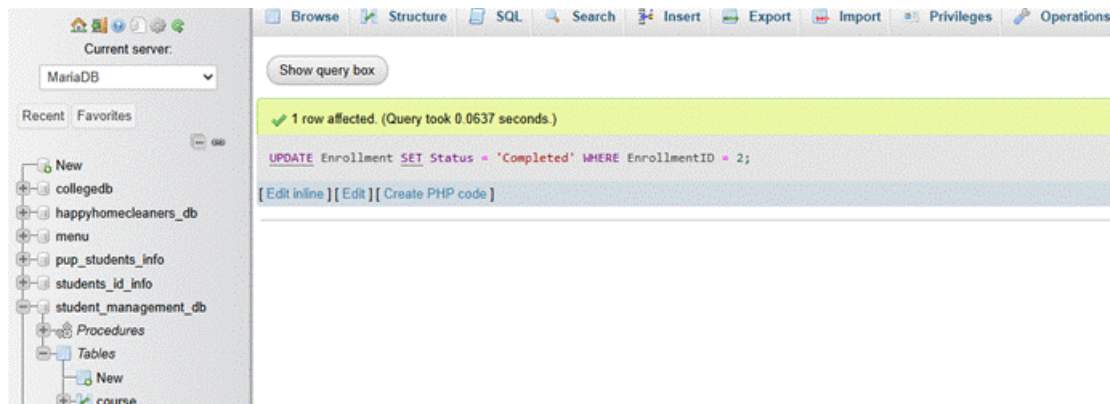 Browse Structure SQL Search Insert Export Import Privileges Operations
Current server:
MariaDB
Recent Favorites
New
collegedb
happyhomecleaners_db
menu
pup_students_info
students_id_info
student_management_db
Procedures
Tables
New
course
Show query box
1 row affected. (Query took 0.0637 seconds.)
UPDATE Enrollment SET Status = 'Completed' WHERE EnrollmentID = 2;
[ Edit inline ] [ Edit ] [ Create PHP code ]